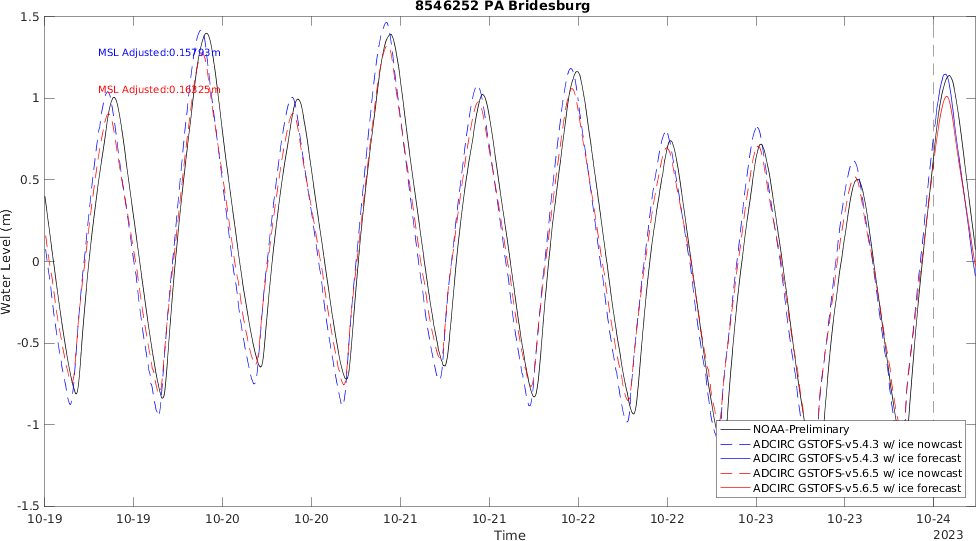 8546252 PA Bridesburg
1.5
1
0.5
0
-0.5
-1
-1.5
Water Level (m)
MSL Adjusted:0.15793m
MSL Adjusted:0.16325m
NOAA-Preliminary
ADCIRC GSTOFS-v5.4.3 w/ ice nowcast
ADCIRC GSTOFS-v5.4.3 w/ ice forecast
ADCIRC GSTOFS-v5.6.5 w/ ice nowcast
ADCIRC GSTOFS-v5.6.5 w/ ice forecast
10-19 10-19 10-20 10-20 10-21 10-21 10-22 10-22 10-23 10-23 10-24
Time
2023